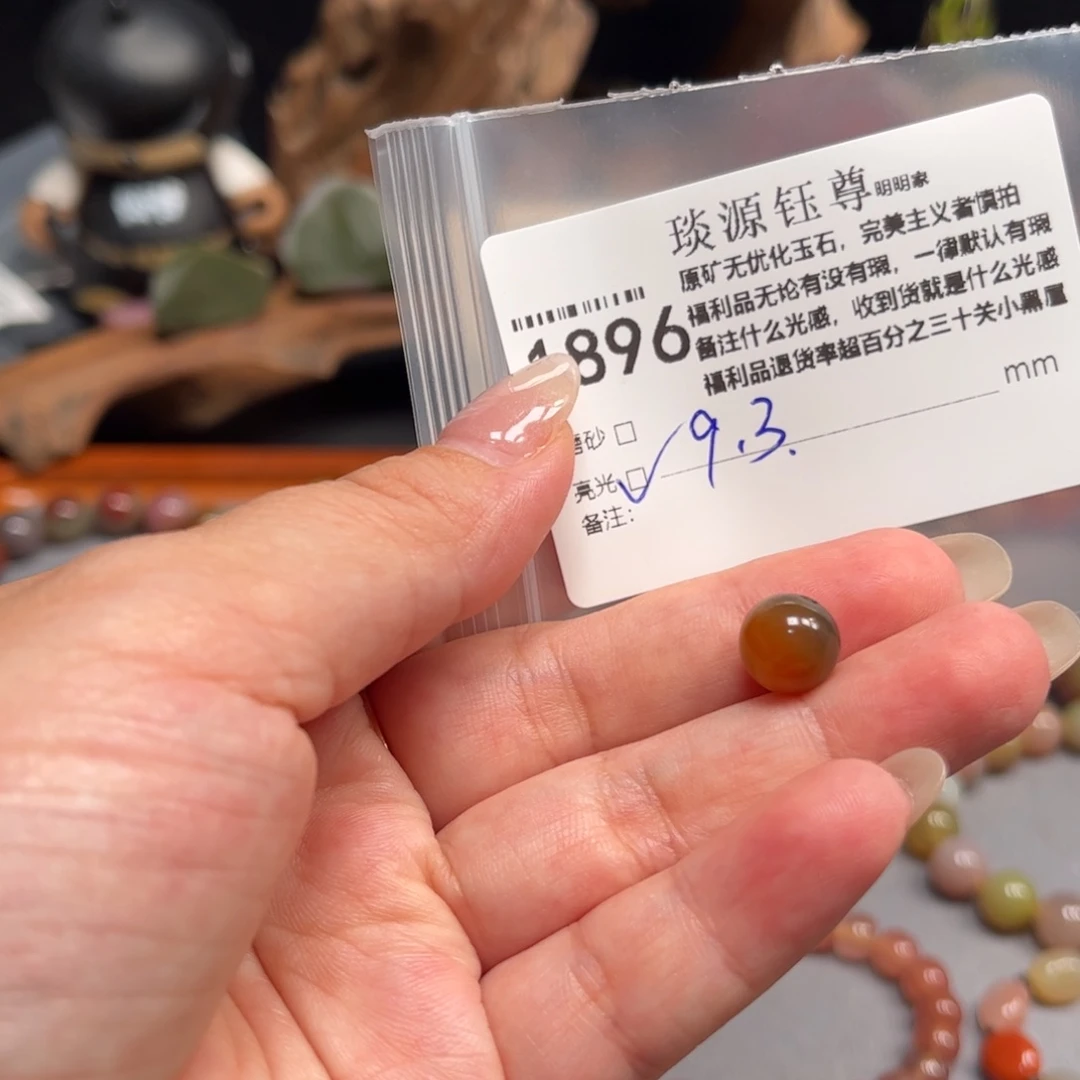 琰源钰尊明明家
原矿无优化玉石，完美主义者慎拍
福利品无论有没有瑕，一律默认有瑕
备注什么光感，收到货就是什么光感
福利品退货率超百分之三十关小黑屋
1896
mm
磨砂 □
亮光 □ ✓ 9.3.
备注：